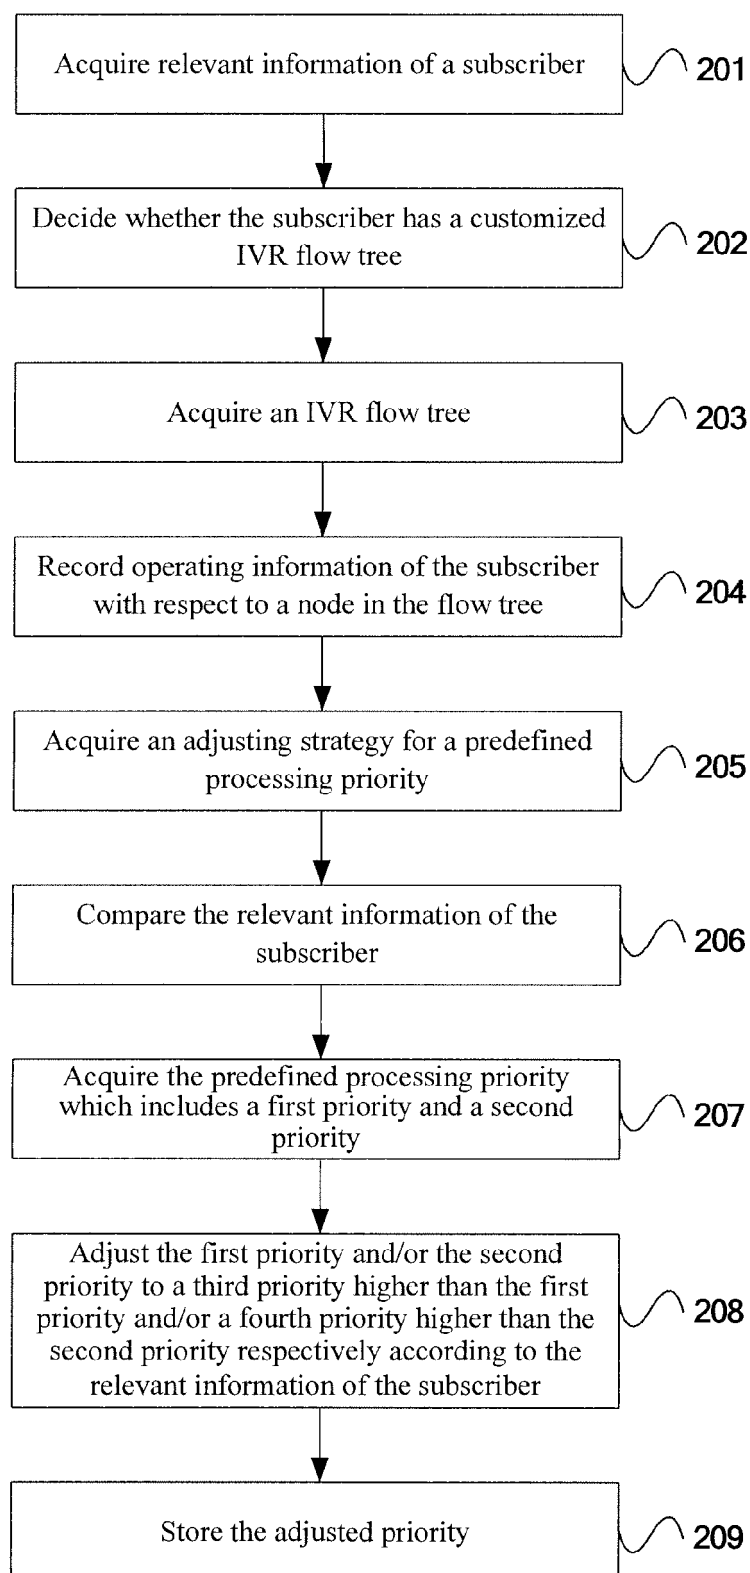 Acquire relevant information of a subscriber
201
Decide whether the subscriber has a customized
IVR flow tree
202
Acquire an IVR flow tree
203
Record operating information of the subscriber
with respect to a node in the flow tree
204
Acquire an adjusting strategy for a predefined
processing priority
205
Compare the relevant information of the
subscriber
206
Acquire the predefined processing priority
which includes a first priority and a second
priority
207
Adjust the first priority and/or the second
priority to a third priority higher than the first
priority and/or a fourth priority higher than the
second priority respectively according to the
relevant information of the subscriber
208
Store the adjusted priority
209